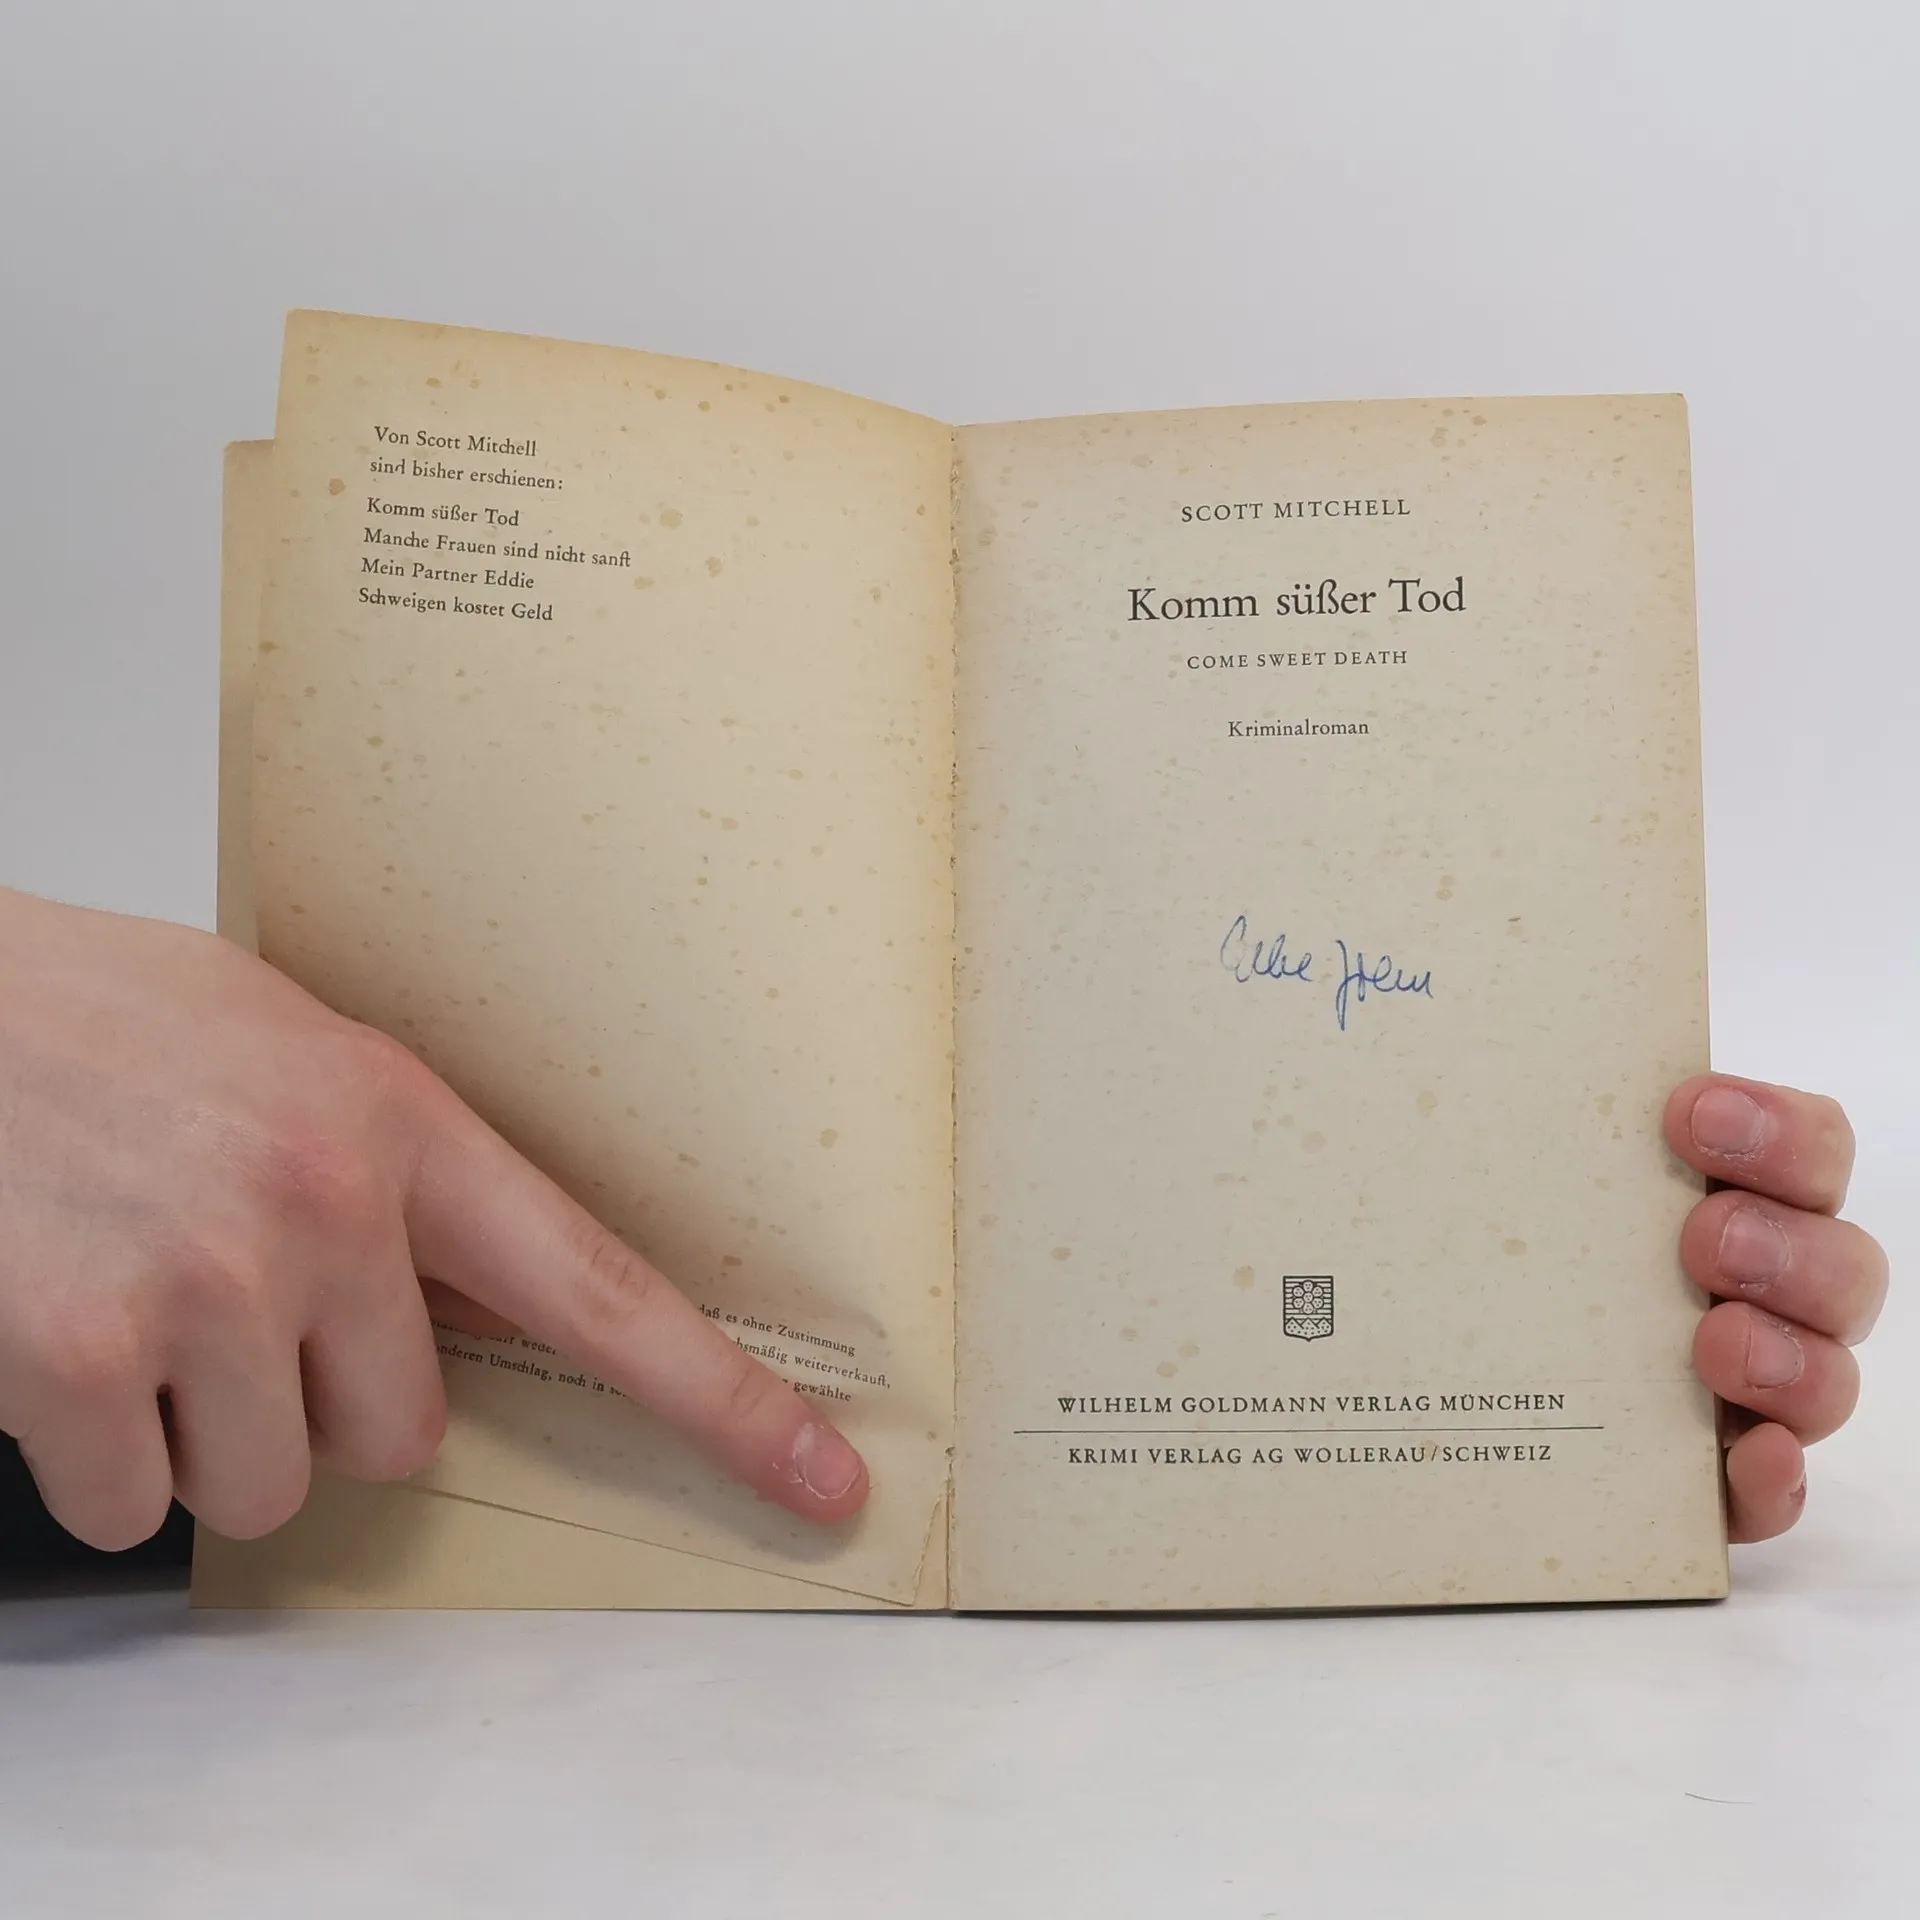 Von Scott Mitchell
sind bisher erschienen:
Komm süßer Tod
Manche Frauen sind nicht sanft
Mein Partner Eddie
Schweigen kostet Geld
daß es ohne Zustimmung
weder
weiterverkauft,
Umschlag, noch in
gewählte
SCOTT MITCHELL
Komm süßer Tod
COME SWEET DEATH
Kriminalroman
WILHELM GOLDMANN VERLAG MÜNCHEN
KRIMI VERLAG AG WOLLERAU/SCHWEIZ